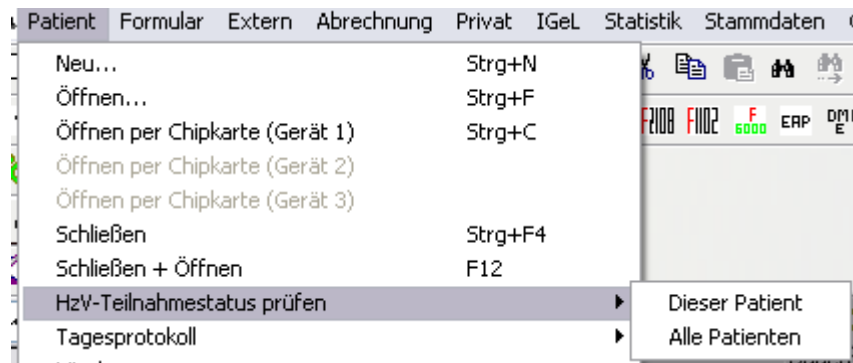 Patient Formular Extern Abrechnung Privat IGeL Statistik Stammdaten
Neu... Strg+N
Öffnen... Strg+F
Öffnen per Chipkarte (Gerät 1) Strg+C
F2108 F1102 F 6000 EAP DM E
Öffnen per Chipkarte (Gerät 2)
Öffnen per Chipkarte (Gerät 3)
Schließen Strg+F4
Schließen + Öffnen F12
HzV-Teilnahmestatus prüfen Dieser Patient
Tagesprotokoll Alle Patienten